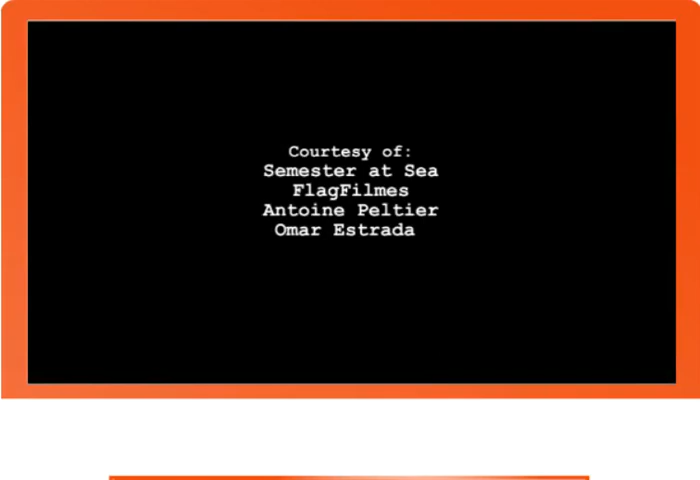 Courtesy of:
Semester at Sea
FlagFilmes
Antoine Peltier
Omar Estrada